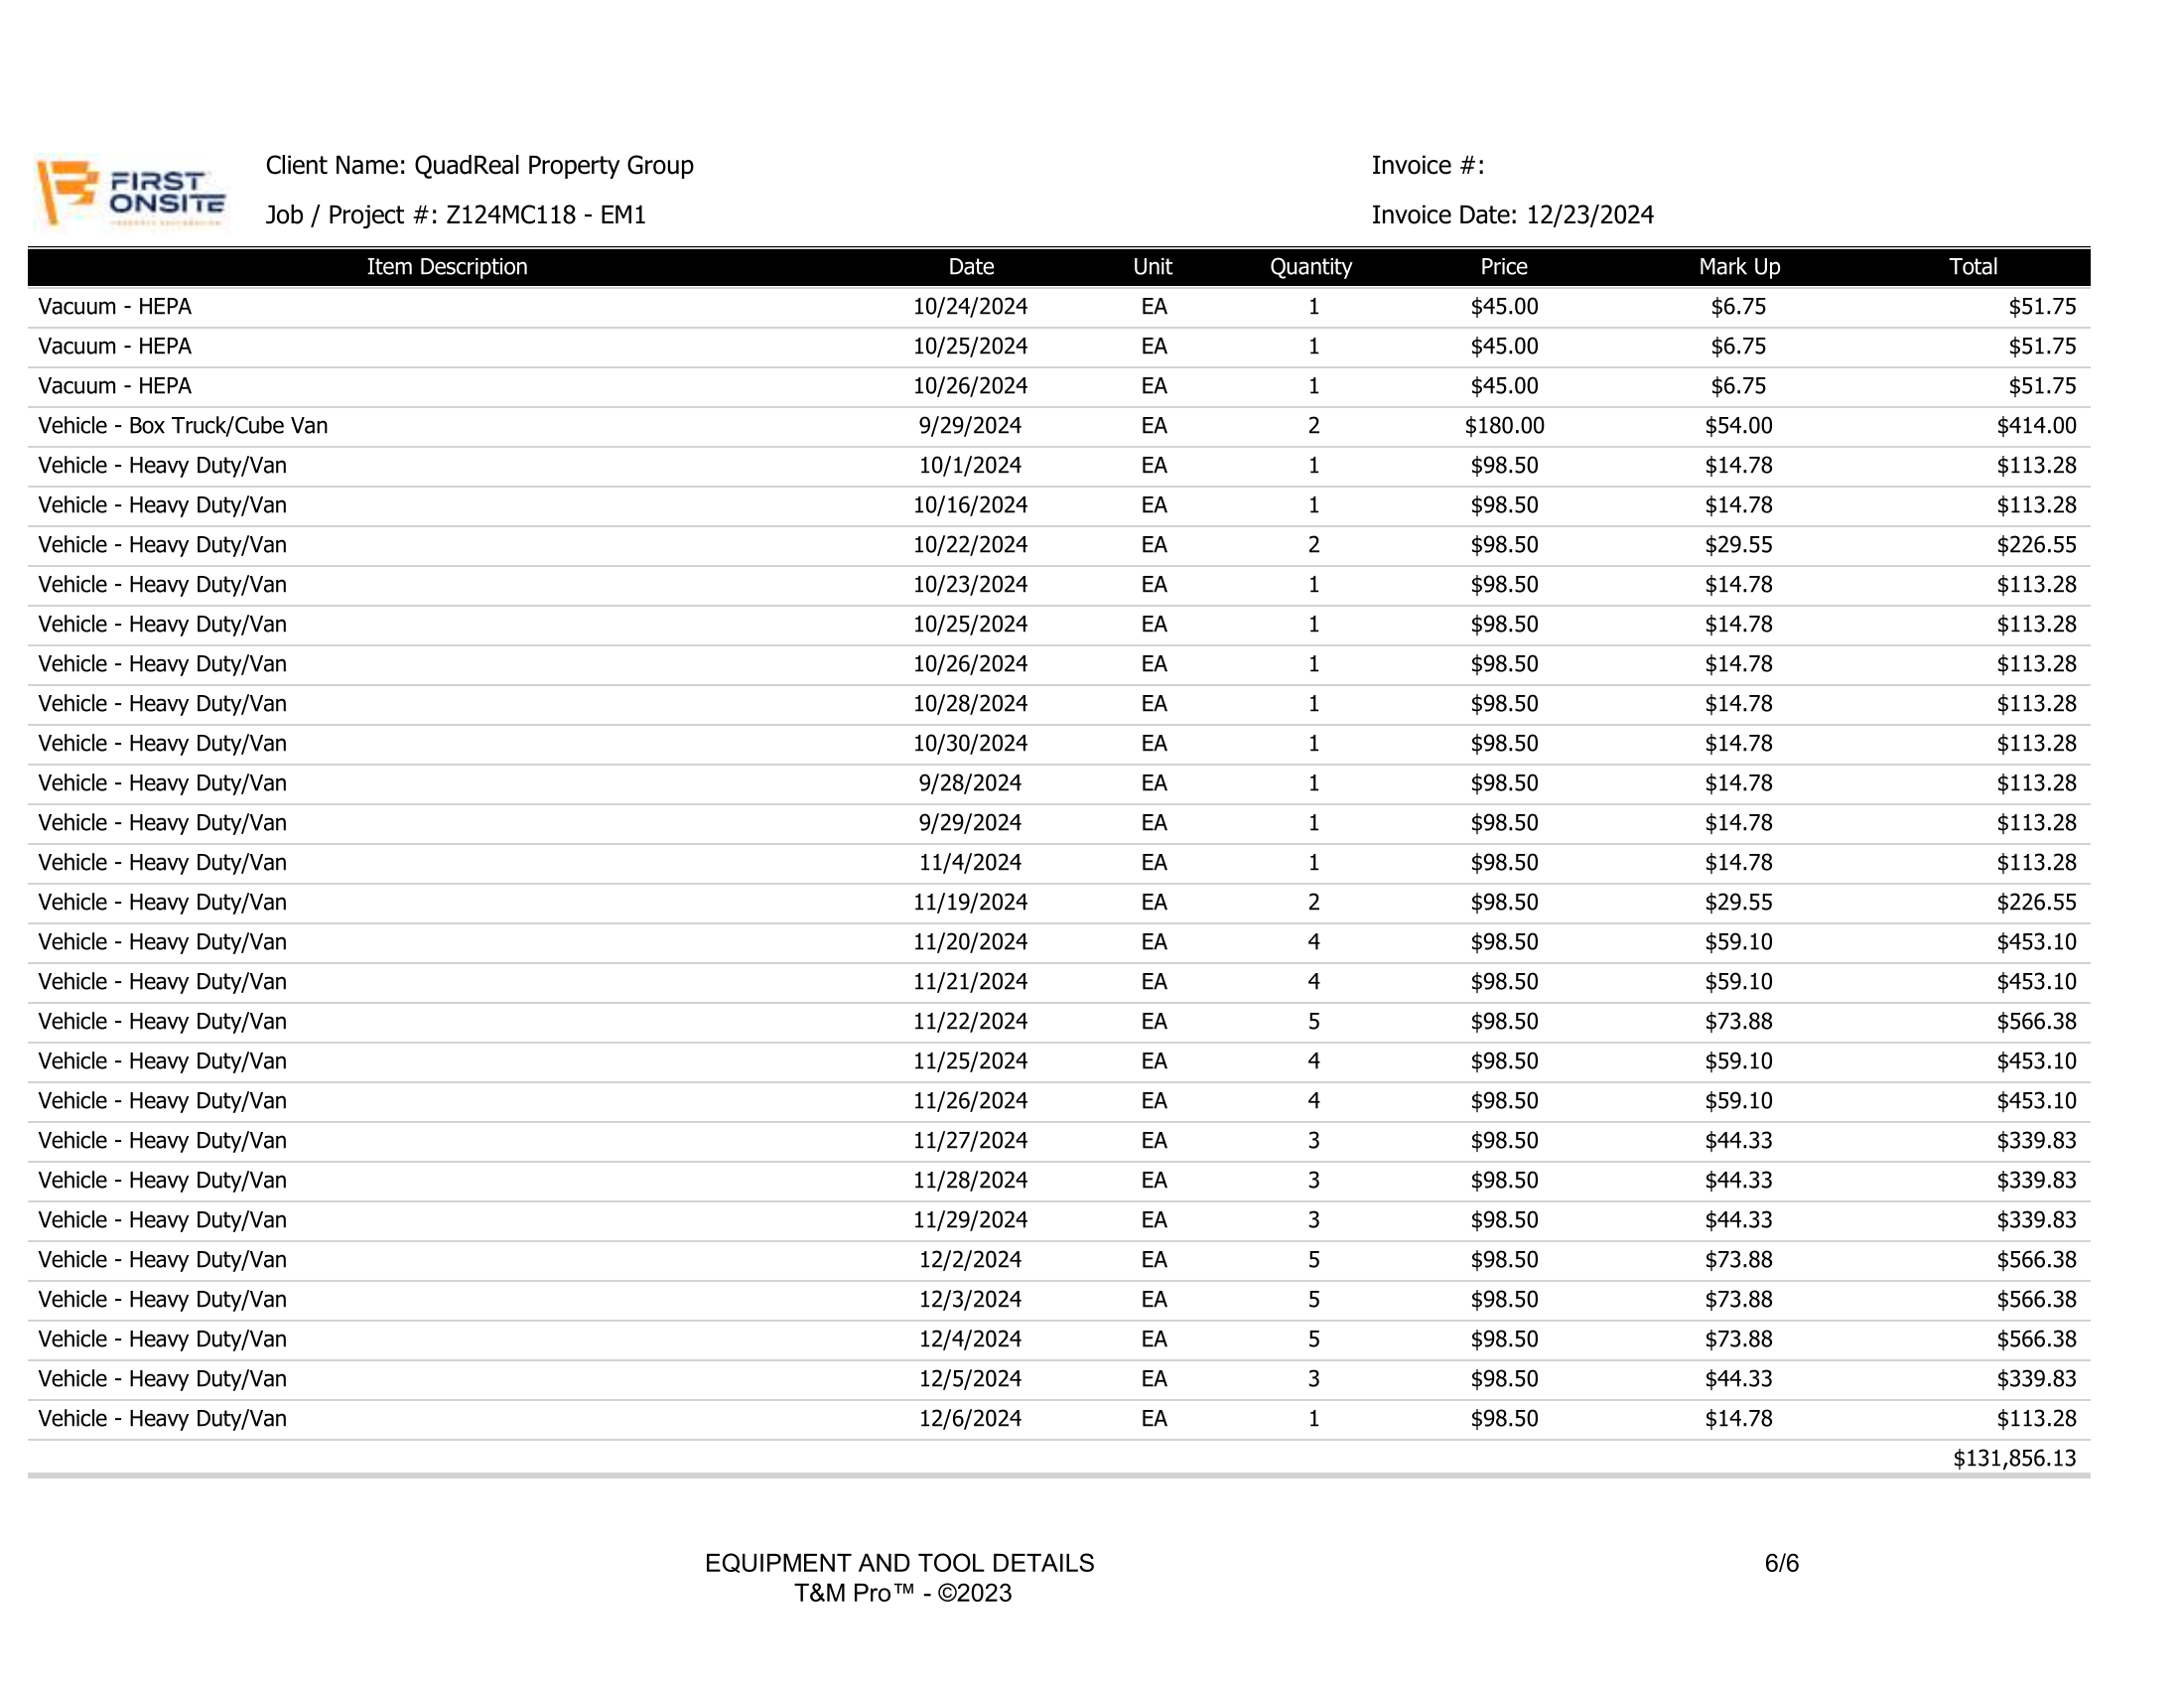 FIRST
ONSITE
Client Name: QuadReal Property Group
Invoice #:
Job / Project #: Z124MC118 - EM1
Invoice Date: 12/23/2024
Item Description Date Unit Quantity Price Mark Up Total
Vacuum - HEPA 10/24/2024 EA 1 $45.00 $6.75 $51.75
Vacuum - HEPA 10/25/2024 EA 1 $45.00 $6.75 $51.75
Vacuum - HEPA 10/26/2024 EA 1 $45.00 $6.75 $51.75
Vehicle - Box Truck/Cube Van 9/29/2024 EA 2 $180.00 $54.00 $414.00
Vehicle - Heavy Duty/Van 10/1/2024 EA 1 $98.50 $14.78 $113.28
Vehicle - Heavy Duty/Van 10/16/2024 EA 1 $98.50 $14.78 $113.28
Vehicle - Heavy Duty/Van 10/22/2024 EA 2 $98.50 $29.55 $226.55
Vehicle - Heavy Duty/Van 10/23/2024 EA 1 $98.50 $14.78 $113.28
Vehicle - Heavy Duty/Van 10/25/2024 EA 1 $98.50 $14.78 $113.28
Vehicle - Heavy Duty/Van 10/26/2024 EA 1 $98.50 $14.78 $113.28
Vehicle - Heavy Duty/Van 10/28/2024 EA 1 $98.50 $14.78 $113.28
Vehicle - Heavy Duty/Van 10/30/2024 EA 1 $98.50 $14.78 $113.28
Vehicle - Heavy Duty/Van 9/28/2024 EA 1 $98.50 $14.78 $113.28
Vehicle - Heavy Duty/Van 9/29/2024 EA 1 $98.50 $14.78 $113.28
Vehicle - Heavy Duty/Van 11/4/2024 EA 1 $98.50 $14.78 $113.28
Vehicle - Heavy Duty/Van 11/19/2024 EA 2 $98.50 $29.55 $226.55
Vehicle - Heavy Duty/Van 11/20/2024 EA 4 $98.50 $59.10 $453.10
Vehicle - Heavy Duty/Van 11/21/2024 EA 4 $98.50 $59.10 $453.10
Vehicle - Heavy Duty/Van 11/22/2024 EA 5 $98.50 $73.88 $566.38
Vehicle - Heavy Duty/Van 11/25/2024 EA 4 $98.50 $59.10 $453.10
Vehicle - Heavy Duty/Van 11/26/2024 EA 4 $98.50 $59.10 $453.10
Vehicle - Heavy Duty/Van 11/27/2024 EA 3 $98.50 $44.33 $339.83
Vehicle - Heavy Duty/Van 11/28/2024 EA 3 $98.50 $44.33 $339.83
Vehicle - Heavy Duty/Van 11/29/2024 EA 3 $98.50 $44.33 $339.83
Vehicle - Heavy Duty/Van 12/2/2024 EA 5 $98.50 $73.88 $566.38
Vehicle - Heavy Duty/Van 12/3/2024 EA 5 $98.50 $73.88 $566.38
Vehicle - Heavy Duty/Van 12/4/2024 EA 5 $98.50 $73.88 $566.38
Vehicle - Heavy Duty/Van 12/5/2024 EA 3 $98.50 $44.33 $339.83
Vehicle - Heavy Duty/Van 12/6/2024 EA 1 $98.50 $14.78 $113.28
$131,856.13
EQUIPMENT AND TOOL DETAILS 6/6
T&M Pro™ - ©2023